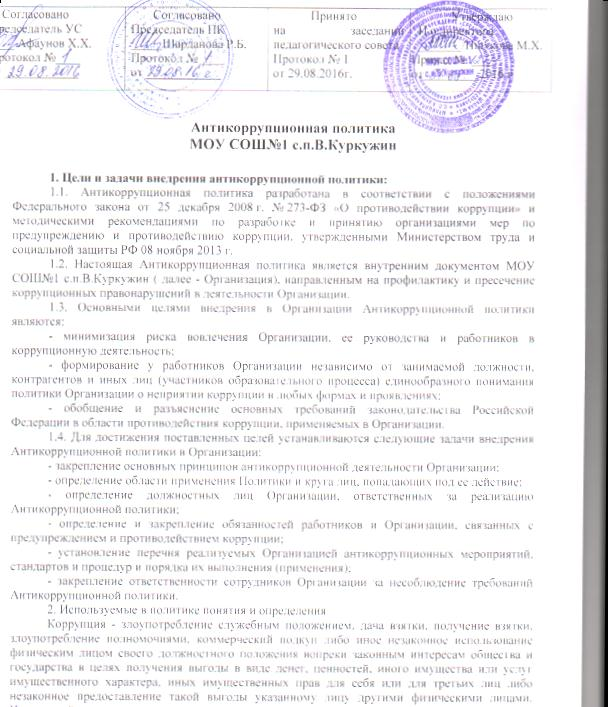 Согласовано
редседатель УС
Афаунов Х.Х.
ротокол № 1
29.08.2016
Согласовано
Председатель ПК
Шорданова Р.Б.
Протокол № 1
от 29.08.16 г
Принято
на заседании
педагогического совета
Протокол № 1
от 29.08.2016г.
Утверждаю
М.Х.
от 2016
Антикоррупционная политика
МОУ СОШ№1 с.п.В.Куркужин
1. Цели и задачи внедрения антикоррупционной политики:
1.1. Антикоррупционная политика разработана в соответствии с положениями
Федерального закона от 25 декабря 2008 г. № 273-ФЗ «О противодействии коррупции» и
методическими рекомендациями по разработке и принятию организациями мер по
предупреждению и противодействию коррупции, утвержденными Министерством труда и
социальной защиты РФ 08 ноября 2013 г.
1.2. Настоящая Антикоррупционная политика является внутренним документом МОУ
СОШ№1 с.п.В.Куркужин ( далее - Организация), направленным на профилактику и пресечение
коррупционных правонарушений в деятельности Организации.
1.3. Основными целями внедрения в Организации Антикоррупционной политики
являются:
- минимизация риска вовлечения Организации, ее руководства и работников в
коррупционную деятельность;
- формирование у работников Организации независимо от занимаемой должности,
контрагентов и иных лиц (участников образовательного процесса) единообразного понимания
политики Организации о неприятии коррупции в любых формах и проявлениях;
- обобщение и разъяснение основных требований законодательства Российской
Федерации в области противодействия коррупции, применяемых в Организации.
1.4. Для достижения поставленных целей устанавливаются следующие задачи внедрения
Антикоррупционной политики в Организации:
- закрепление основных принципов антикоррупционной деятельности Организации;
- определение области применения Политики и круга лиц, попадающих под ее действие;
- определение должностных лиц Организации, ответственных за реализацию
Антикоррупционной политики;
- определение и закрепление обязанностей работников и Организации, связанных с
предупреждением и противодействием коррупции;
- установление перечня реализуемых Организацией антикоррупционных мероприятий,
стандартов и процедур и порядка их выполнения (применения);
- закрепление ответственности сотрудников Организации за несоблюдение требований
Антикоррупционной политики.
2. Используемые в политике понятия и определения
Коррупция - злоупотребление служебным положением, дача взятки, получение взятки,
злоупотребление полномочиями, коммерческий подкуп либо иное незаконное использование
физическим лицом своего должностного положения вопреки законным интересам общества и
государства в целях получения выгоды в виде денег, ценностей, иного имущества или услуг
имущественного характера, иных имущественных прав для себя или для третьих лиц либо
незаконное предоставление такой выгоды указанному лицу другими физическими лицами.